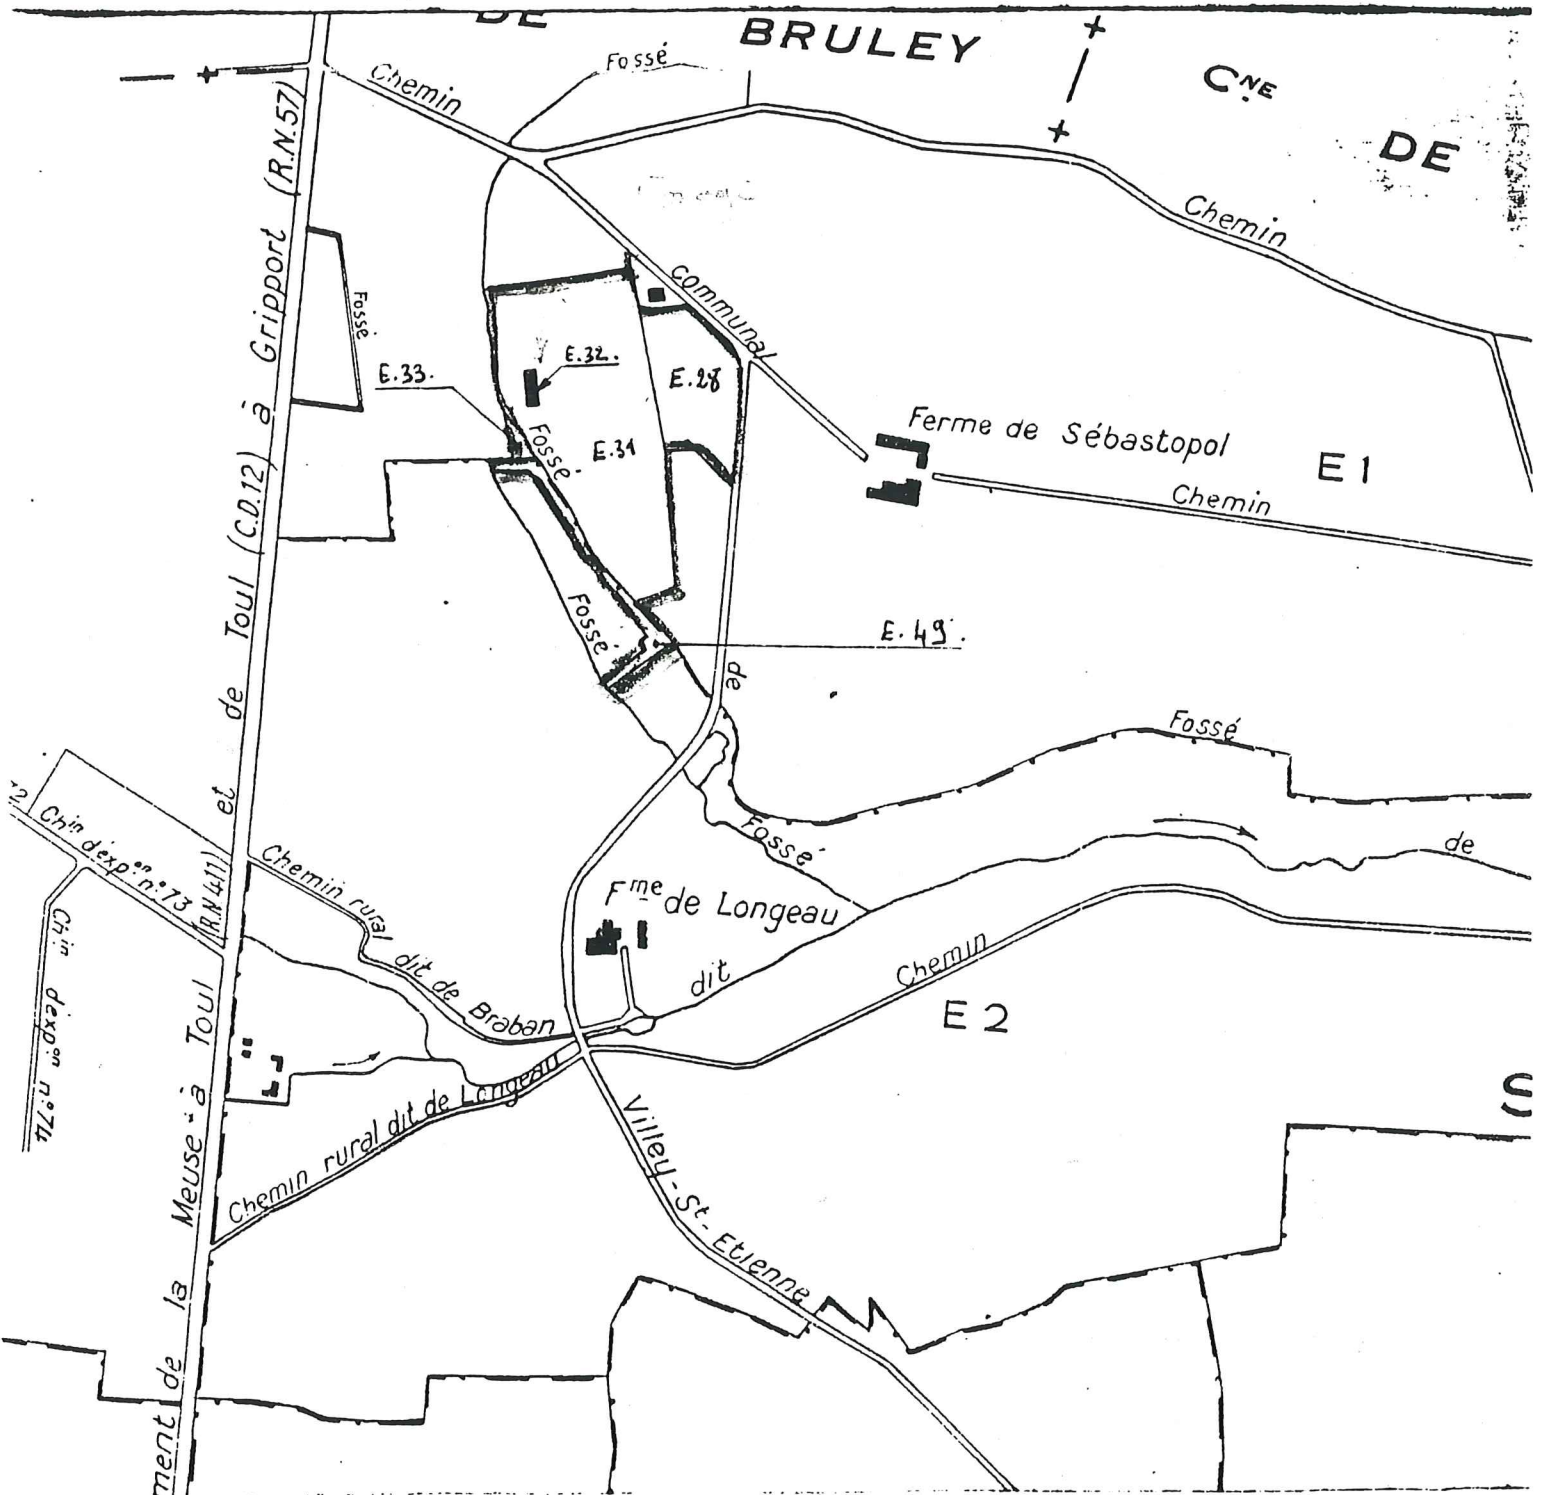 DE
BRULEY
CNE
DE
Fossé
Chemin
Chemin
communal
Fossé
E.33.
E.32.
E.28
E.31
Fossé
Ferme de Sébastopol
E1
Chemin
Fossé
E.49.
de
Fossé
de
Fossé
Chin d'expon n°73
Chin d'expon n°74
(R.N.411)
Chemin rural dit de Braban
Fme de Longeau
dit
Chemin
E2
Chemin rural dit de Longeau
Villey-St-Etienne
ment de la Meuse à Toul et de Toul (C.D.12) à Gripport (R.N.57)